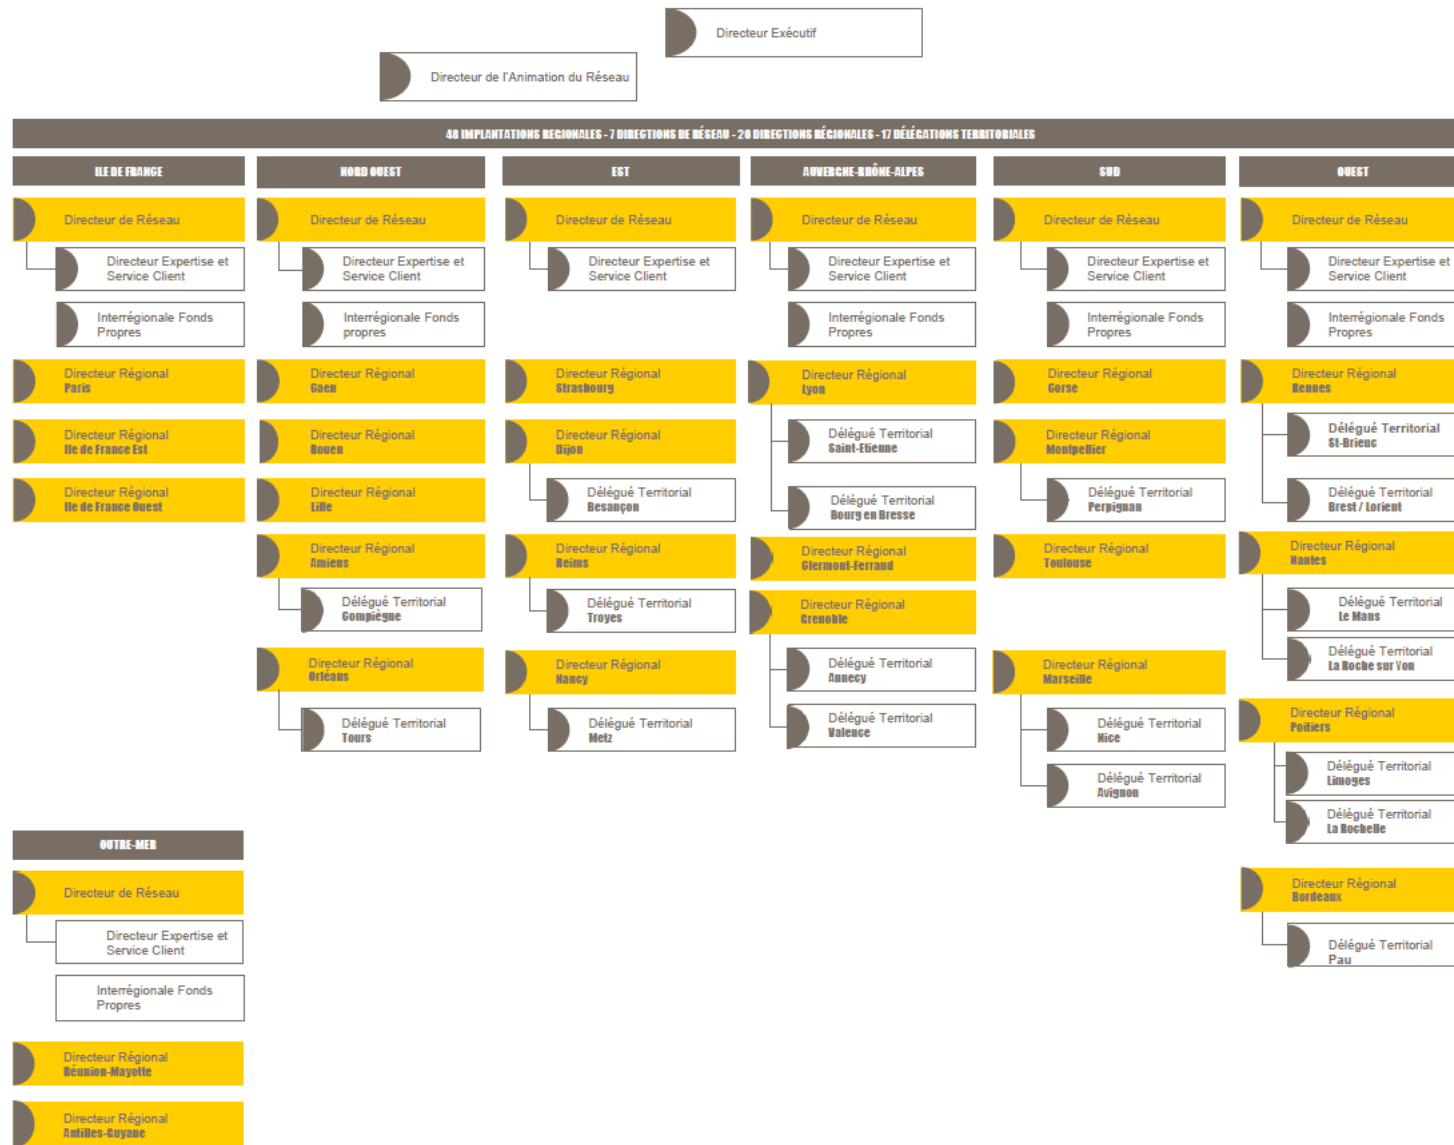 Directeur Exécutif
Directeur de l'Animation du Réseau
48 IMPLANTATIONS REGIONALES - 7 DIRECTIONS DE RÉSEAU - 26 DIRECTIONS RÉGIONALES - 17 DÉLÉGATIONS TERRITORIALES
ILE DE FRANCE
Directeur de Réseau
Directeur Expertise et
Service Client
Interrégionale Fonds
Propres
Directeur Régional
Paris
Directeur Régional
Ile de France Est
Directeur Régional
Ile de France Ouest
NORD OUEST
Directeur de Réseau
Directeur Expertise et
Service Client
Interrégionale Fonds
propres
Directeur Régional
Caen
Directeur Régional
Rouen
Directeur Régional
Lille
Directeur Régional
Amiens
Délégué Territorial
Compiègne
Directeur Régional
Orléans
Délégué Territorial
Tours
EST
Directeur de Réseau
Directeur Expertise et
Service Client
Directeur Régional
Strasbourg
Directeur Régional
Dijon
Délégué Territorial
Besançon
Directeur Régional
Reims
Délégué Territorial
Troyes
Directeur Régional
Nancy
Délégué Territorial
Metz
AUVERGNE-RHÔNE-ALPES
Directeur de Réseau
Directeur Expertise et
Service Client
Interrégionale Fonds
Propres
Directeur Régional
Lyon
Délégué Territorial
Saint-Etienne
Délégué Territorial
Bourg en Bresse
Directeur Régional
Clermont-Ferrand
Directeur Régional
Grenoble
Délégué Territorial
Annecy
Délégué Territorial
Valence
SUD
Directeur de Réseau
Directeur Expertise et
Service Client
Interrégionale Fonds
Propres
Directeur Régional
Corse
Directeur Régional
Montpellier
Délégué Territorial
Perpignan
Directeur Régional
Toulouse
Directeur Régional
Marseille
Délégué Territorial
Nice
Délégué Territorial
Avignon
OUEST
Directeur de Réseau
Directeur Expertise et
Service Client
Interrégionale Fonds
Propres
Directeur Régional
Rennes
Délégué Territorial
St-Brieuc
Délégué Territorial
Brest / Lorient
Directeur Régional
Nantes
Délégué Territorial
Le Mans
Délégué Territorial
La Roche sur Yon
Directeur Régional
Poitiers
Délégué Territorial
Limoges
Délégué Territorial
La Rochelle
Directeur Régional
Bordeaux
Délégué Territorial
Pau
OUTRE-MER
Directeur de Réseau
Directeur Expertise et
Service Client
Interrégionale Fonds
Propres
Directeur Régional
Réunion-Mayotte
Directeur Régional
Antilles-Guyane